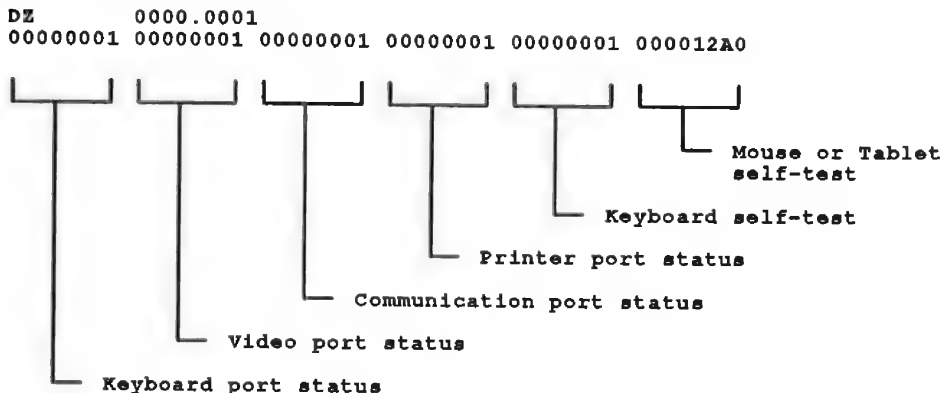 DZ 0000.0001
00000001 00000001 00000001 00000001 00000001 000012A0
Mouse or Tablet
self-test
Keyboard self-test
Printer port status
Communication port status
Video port status
Keyboard port status